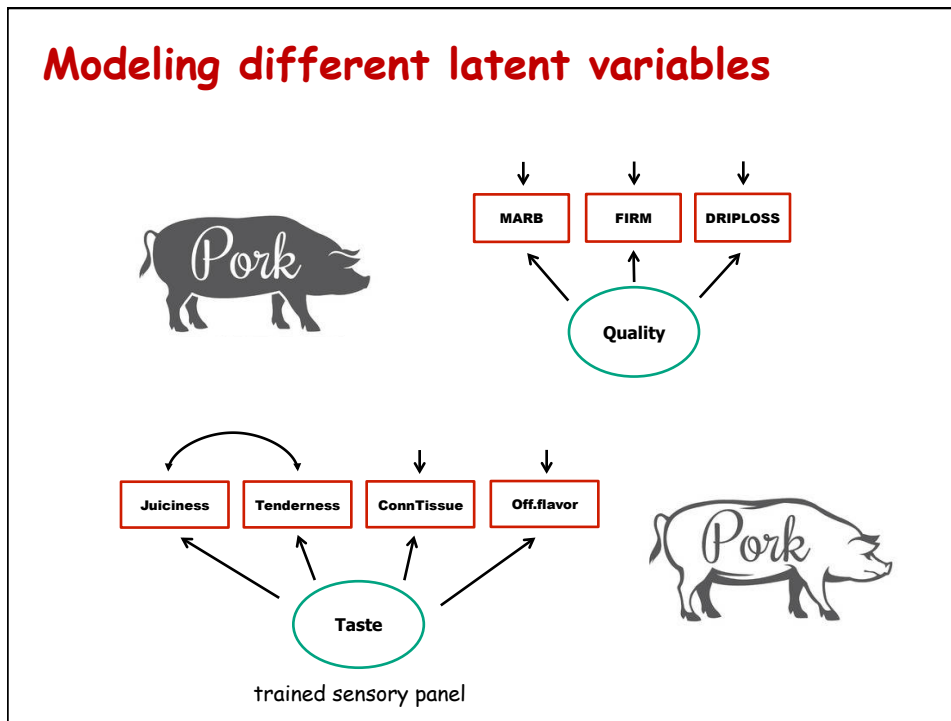 Modeling different latent variables
MARB
FIRM
DRIPLOSS
Pork
Quality
Juiciness
Tenderness
ConnTissue
Off.flavor
Pork
Taste
trained sensory panel